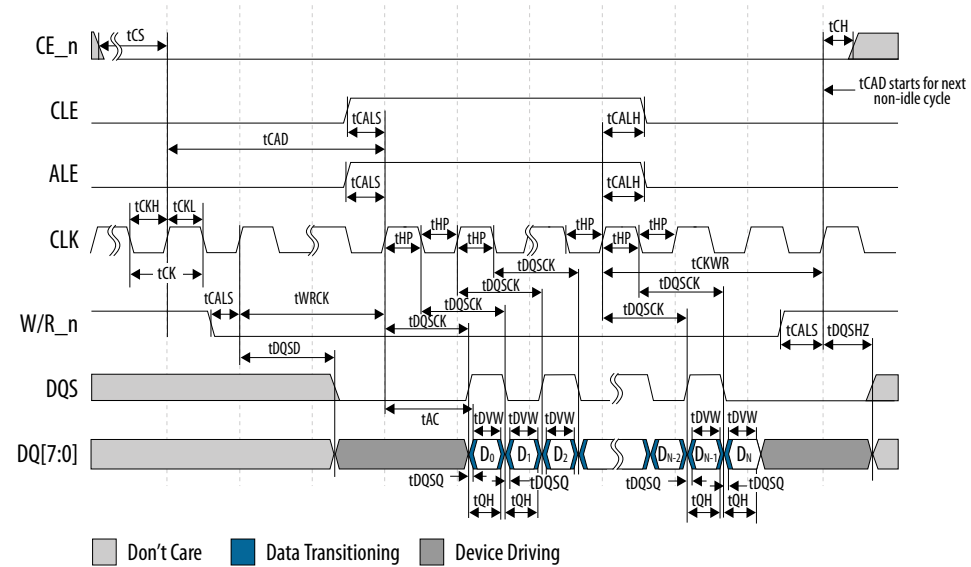 tCS
tCH
CE_n
tCAD starts for next
non-idle cycle
CLE
tCALS
tCALH
tCAD
ALE
tCALS
tCALH
tCKH
tCKL
tHP
tHP
tHP
CLK
tHP
tHP
tHP
tDQSCK
tCK
tCKWR
tDQSCK
tDQSCK
tCALS
tWRCK
tDQSCK
tDQSCK
tDQSCK
W/R_n
tCALS
tDQSHZ
tDQSD
DQS
tAC
tDVW
tDVW
tDVW
tDVW
tDVW
DQ[7:0]
D0
D1
D2
DN-2
DN-1
DN
tDQSQ
tDQSQ
tDQSQ
tDQSQ
tQH
tQH
tQH
tQH
Don't Care
Data Transitioning
Device Driving